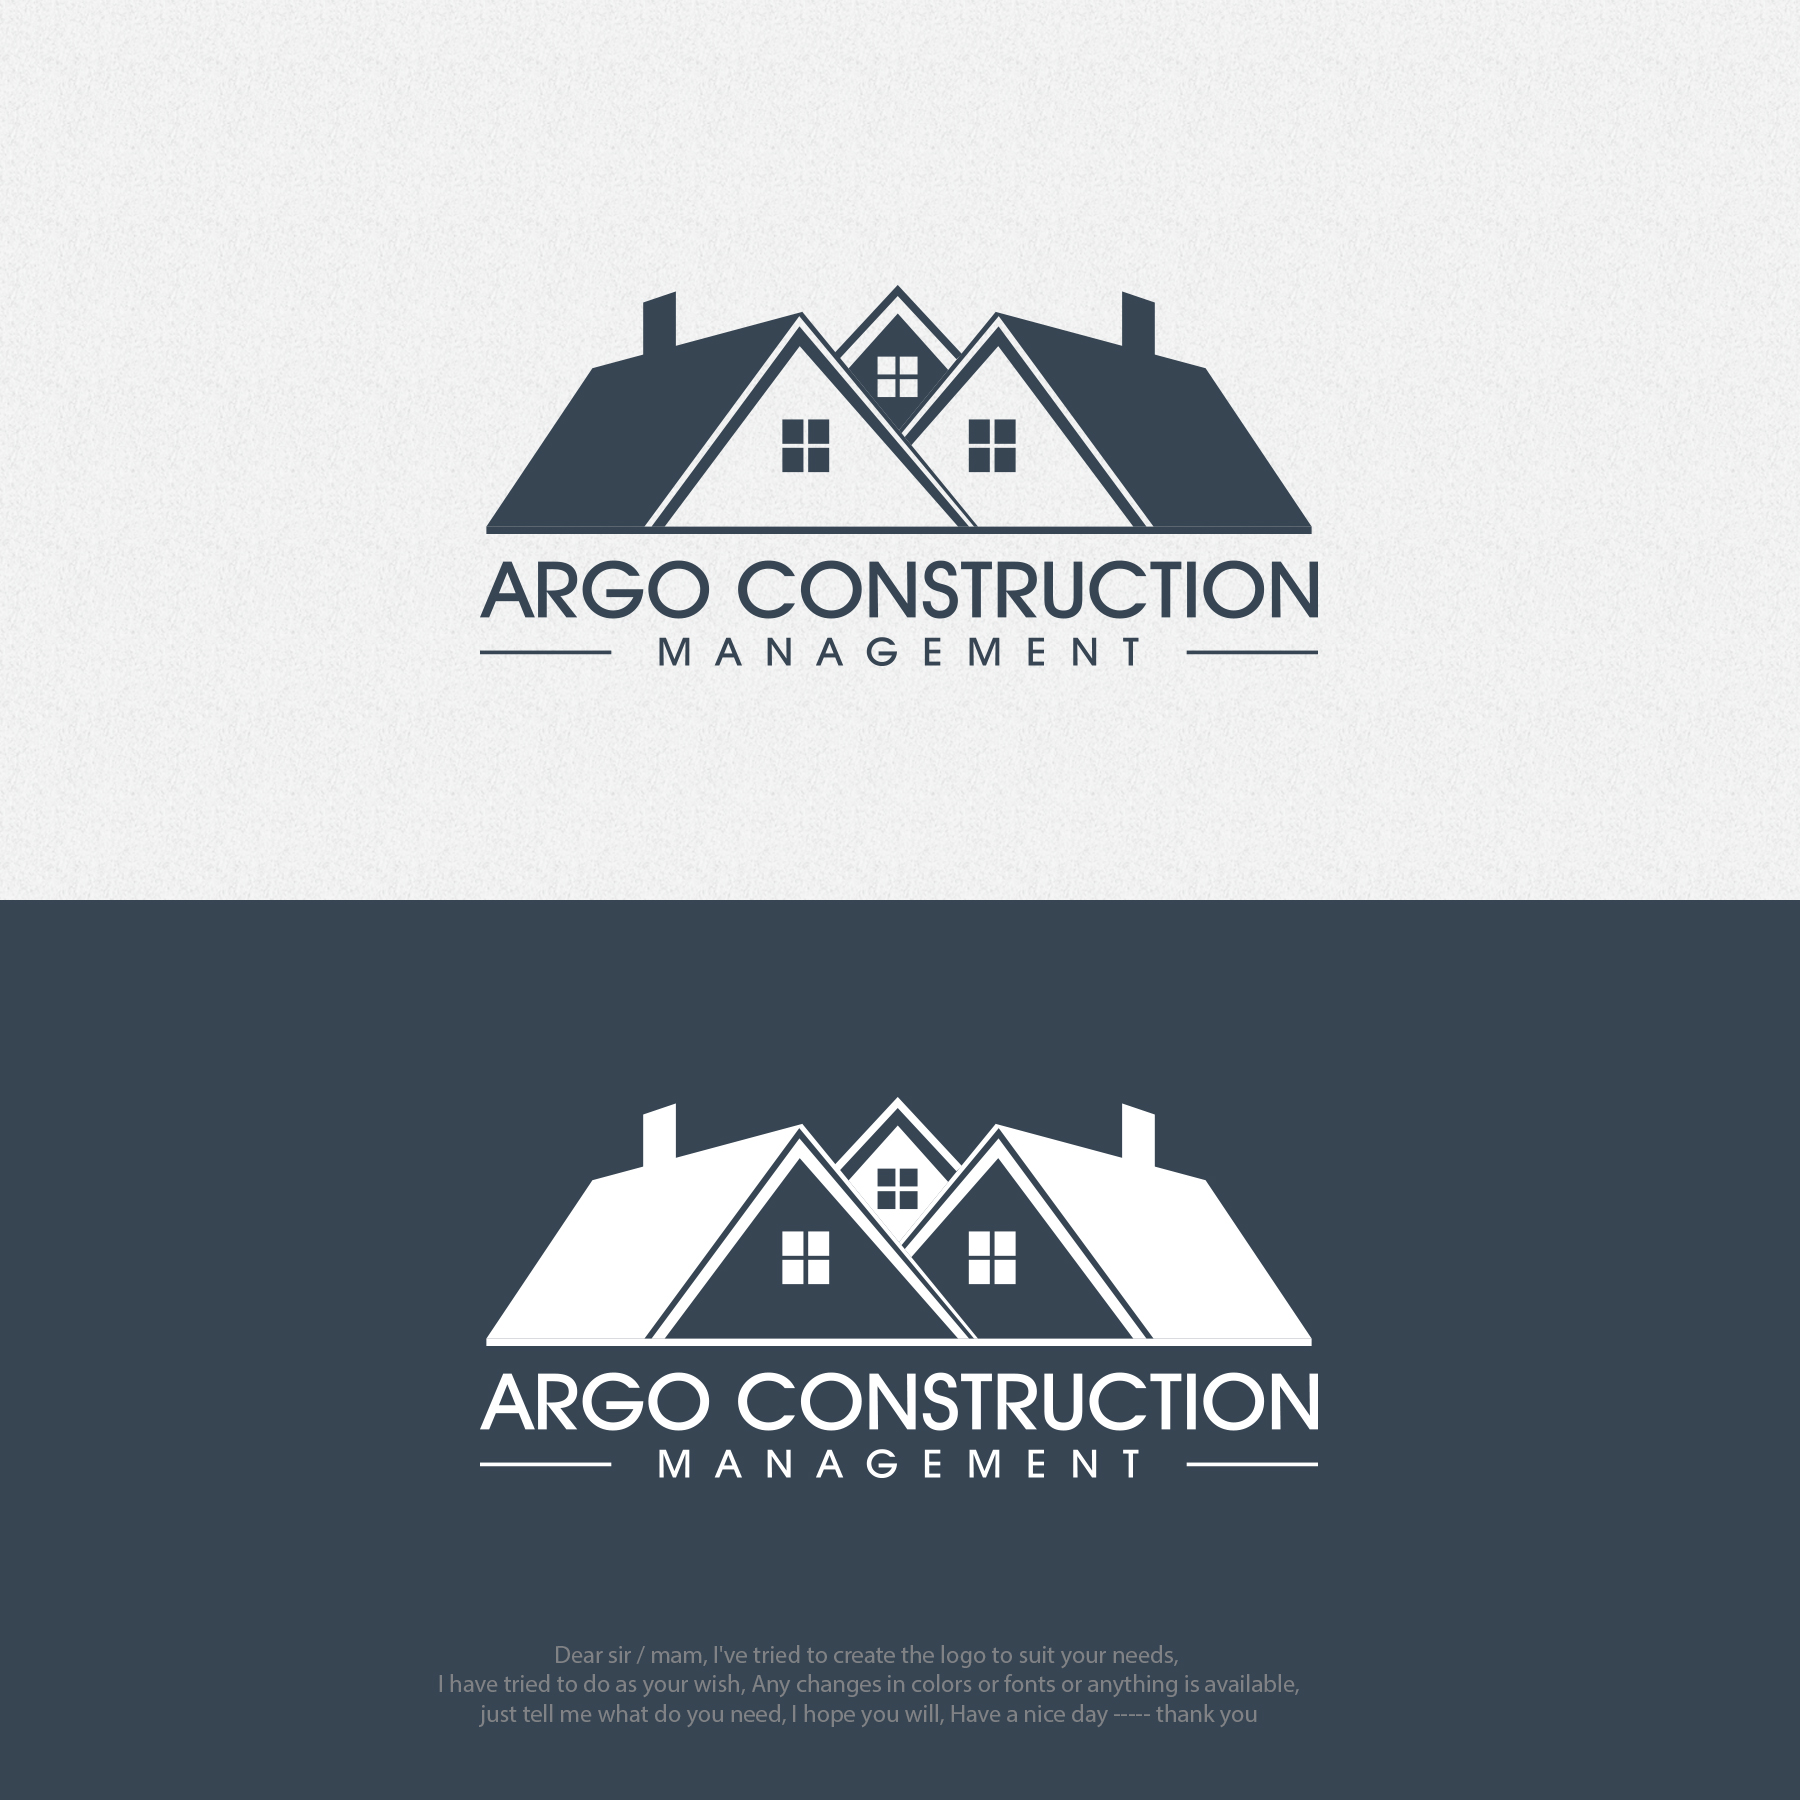 ARGO CONSTRUCTION
MANAGEMENT
ARGO CONSTRUCTION
MANAGEMENT
Dear sir / mam, I've tried to create the logo to suit your needs,
I have tried to do as your wish, Any changes in colors or fonts or anything is available,
just tell me what do you need, I hope you will, Have a nice day ----- thank you